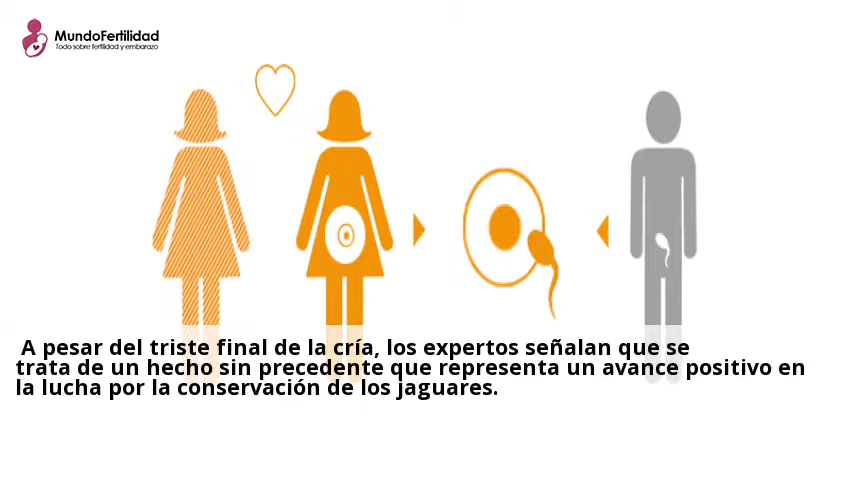 MundoFertilidad
Todo sobre fertilidad y embarazo
A pesar del triste final de la cría, los expertos señalan que se
trata de un hecho sin precedente que representa un avance positivo en
la lucha por la conservación de los jaguares.